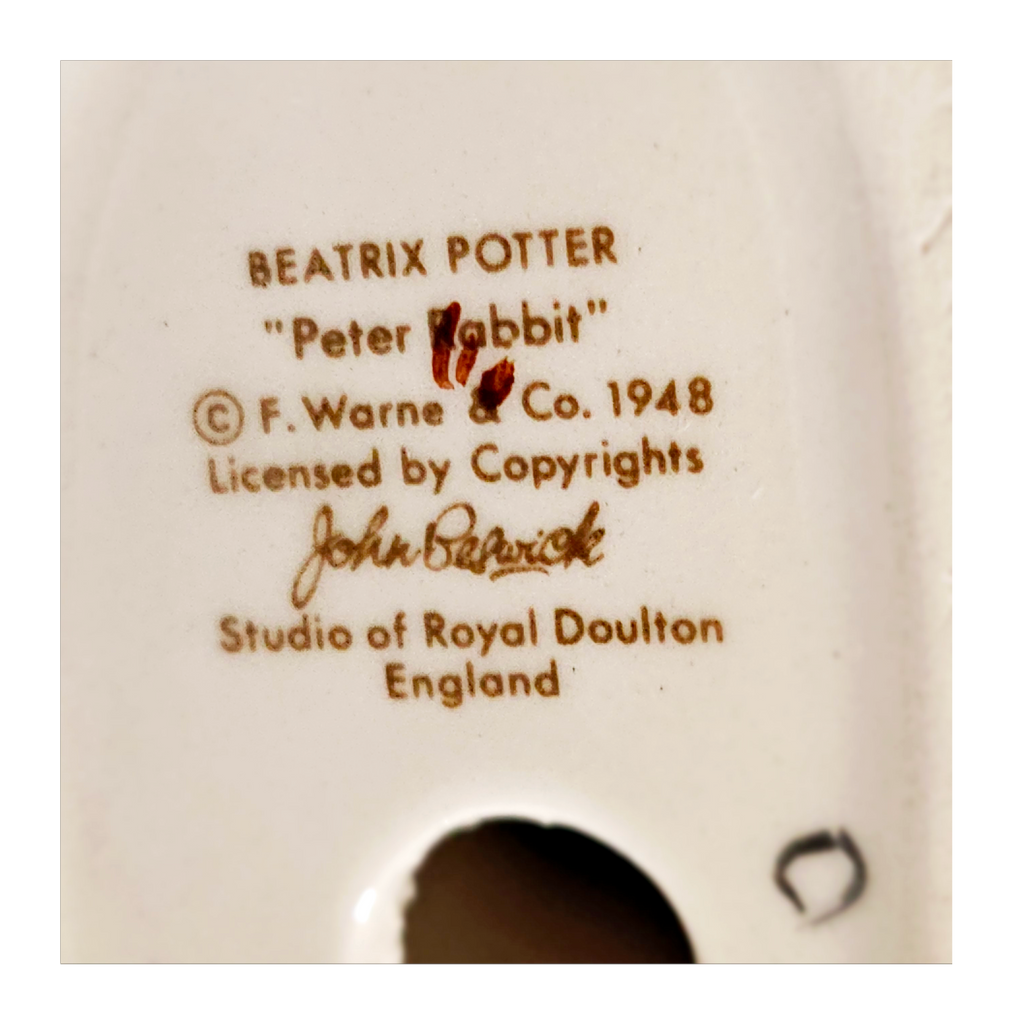 BEATRIX POTTER
"Peter Rabbit"
© F. Warne & Co. 1948
Licensed by Copyrights
John Beswick
Studio of Royal Doulton
England